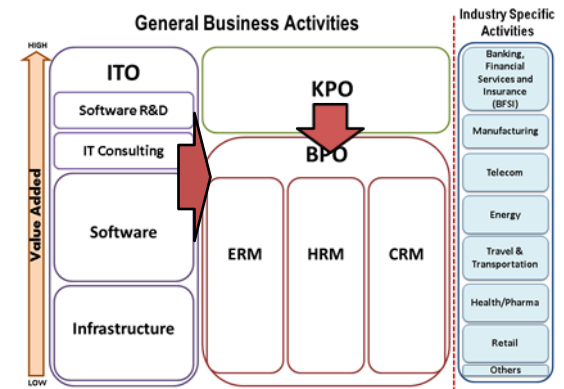 General Business Activities
Industry Specific
Activities
HIGH
Value Added
LOW
ITO
Software R&D
IT Consulting
Software
Infrastructure
KPO
BPO
ERM
HRM
CRM
Banking,
Financial
Services and
Insurance
(BFSI)
Manufacturing
Telecom
Energy
Travel &
Transportation
Health/Pharma
Retail
Others